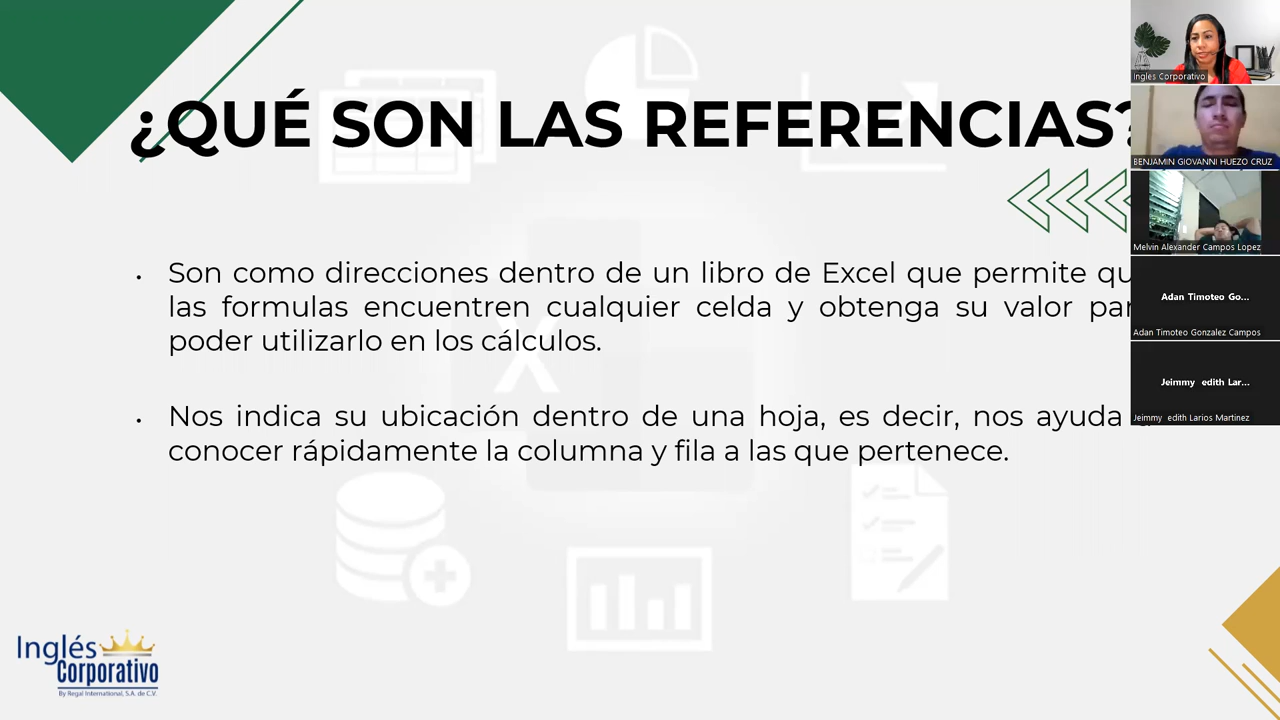 ¿QUÉ SON LAS REFERENCIAS?
• Son como direcciones dentro de un libro de Excel que permite qu
las formulas encuentren cualquier celda y obtenga su valor par
poder utilizarlo en los cálculos.
• Nos indica su ubicación dentro de una hoja, es decir, nos ayuda
conocer rápidamente la columna y fila a las que pertenece.
Inglés Corporativo
BENJAMIN GIOVANNI HUEZO CRUZ
Melvin Alexander Campos Lopez
Adan Timoteo Go...
Adan Timoteo Gonzalez Campos
Jeimmy edith Lar...
Jeimmy edith Larios Martinez
Inglés
Corporativo
By Regal International, S.A. de C.V.